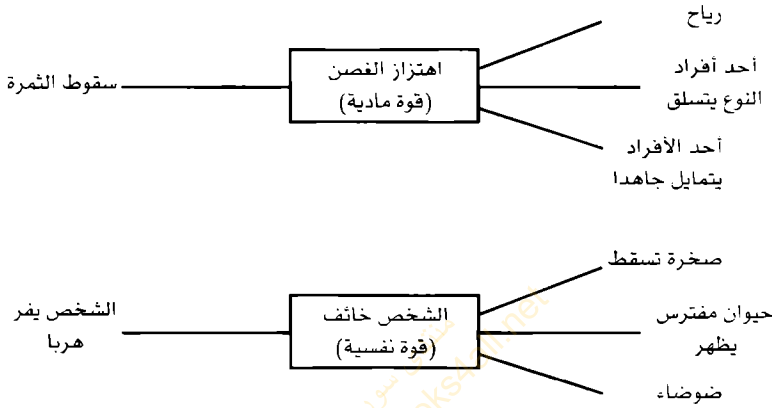 رياح
اهتزاز الغصن
(قوة مادية)
أحد أفراد
النوع يتسلق
سقوط الثمرة
أحد الأفراد
يتمايل جاهدا
صخرة تسقط
الشخص خائف
(قوة نفسية)
حيوان مفترس
يظهر
الشخص يفر
هربا
ضوضاء